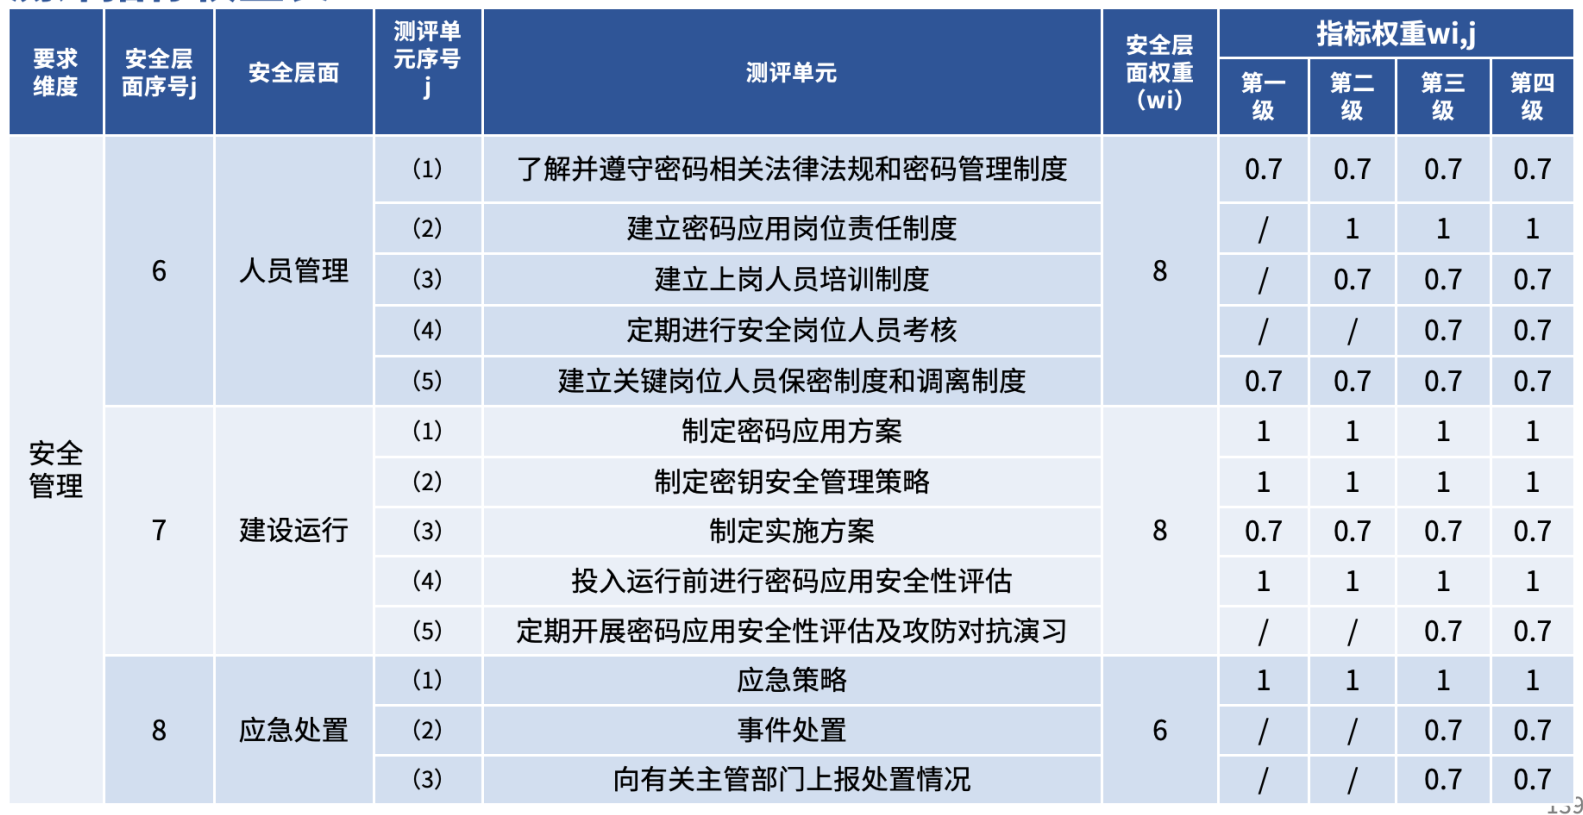 要求维度 安全层面序号j 安全层面 测评单元序号j 测评单元 安全层面权重（wi） 指标权重wi,j
第一级 第二级 第三级 第四级
安全管理
6 人员管理 8
（1） 了解并遵守密码相关法律法规和密码管理制度 0.7 0.7 0.7 0.7
（2） 建立密码应用岗位责任制度 / 1 1 1
（3） 建立上岗人员培训制度 / 0.7 0.7 0.7
（4） 定期进行安全岗位人员考核 / / 0.7 0.7
（5） 建立关键岗位人员保密制度和调离制度 0.7 0.7 0.7 0.7
7 建设运行 8
（1） 制定密码应用方案 1 1 1 1
（2） 制定密钥安全管理策略 1 1 1 1
（3） 制定实施方案 0.7 0.7 0.7 0.7
（4） 投入运行前进行密码应用安全性评估 1 1 1 1
（5） 定期开展密码应用安全性评估及攻防对抗演习 / / 0.7 0.7
8 应急处置 6
（1） 应急策略 1 1 1 1
（2） 事件处置 / / 0.7 0.7
（3） 向有关主管部门上报处置情况 / / 0.7 0.7